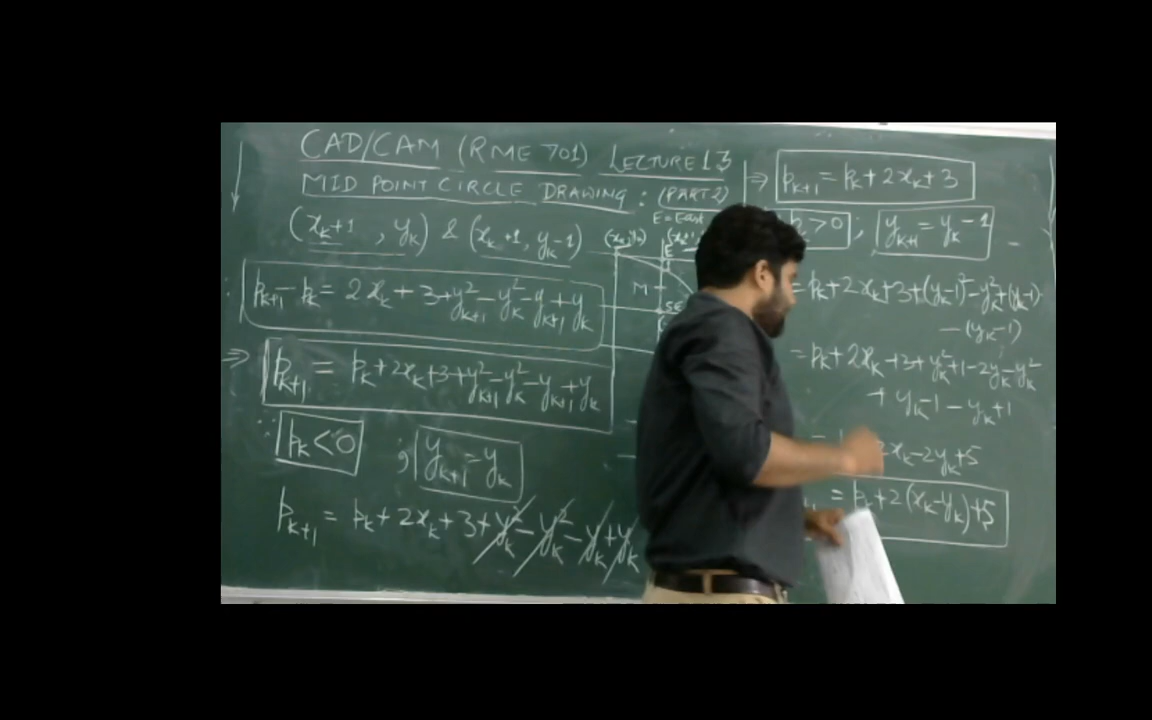 CAD/CAM (RME 701) LECTURE 13
MID POINT CIRCLE DRAWING : (PART 2)
E = East
(xₖ+1 , yₖ) & (xₖ+1, yₖ-1)
M
SE
pₖ₊₁ - pₖ = 2xₖ + 3 + y²ₖ₊₁ - y²ₖ - yₖ₊₁ + yₖ
⇒ pₖ₊₁ = pₖ + 2xₖ + 3 + y²ₖ₊₁ - y²ₖ - yₖ₊₁ + yₖ
∵ pₖ < 0 ; yₖ₊₁ = yₖ
pₖ₊₁ = pₖ + 2xₖ + 3 + y²ₖ - y²ₖ - yₖ + yₖ
⇒ pₖ₊₁ = pₖ + 2xₖ + 3
>0 ; yₖ₊₁ = yₖ - 1
= pₖ + 2xₖ + 3 + (yₖ-1)² - y²ₖ + (yₖ-1)
- (yₖ-1)
= pₖ + 2xₖ + 3 + y²ₖ + 1 - 2yₖ - y²ₖ
+ yₖ - 1 - yₖ + 1
2xₖ - 2yₖ + 5
= pₖ + 2(xₖ - yₖ) + 5